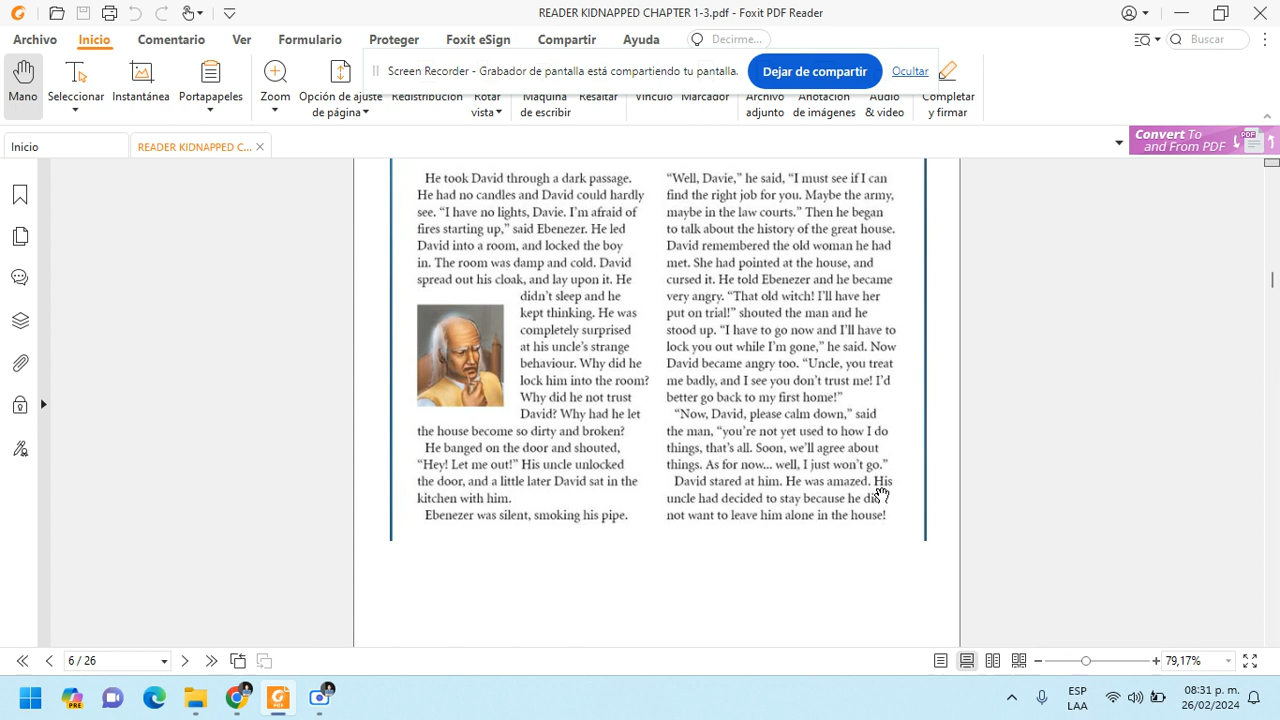 READER KIDNAPPED CHAPTER 1-3.pdf - Foxit PDF Reader
Archivo Inicio Comentario Ver Formulario Proteger Foxit eSign Compartir Ayuda Decirme... Buscar
Screen Recorder - Grabador de pantalla está compartiendo tu pantalla. Dejar de compartir Ocultar
Mano Seleccionar Instantánea Portapapeles Zoom Opción de ajuste de página Redistribución Rotar vista Máquina de escribir Resaltar Vínculo Marcador Archivo adjunto Anotación de imágenes Audio & video Completar y firmar
Inicio READER KIDNAPPED C... Convert To and From PDF PDF
He took David through a dark passage.
He had no candles and David could hardly
see. “I have no lights, Davie. I’m afraid of
fires starting up,” said Ebenezer. He led
David into a room, and locked the boy
in. The room was damp and cold. David
spread out his cloak, and lay upon it. He
didn’t sleep and he
kept thinking. He was
completely surprised
at his uncle’s strange
behaviour. Why did he
lock him into the room?
Why did he not trust
David? Why had he let
the house become so dirty and broken?
He banged on the door and shouted,
“Hey! Let me out!” His uncle unlocked
the door, and a little later David sat in the
kitchen with him.
Ebenezer was silent, smoking his pipe.
“Well, Davie,” he said, “I must see if I can
find the right job for you. Maybe the army,
maybe in the law courts.” Then he began
to talk about the history of the great house.
David remembered the old woman he had
met. She had pointed at the house, and
cursed it. He told Ebenezer and he became
very angry. “That old witch! I’ll have her
put on trial!” shouted the man and he
stood up. “I have to go now and I’ll have to
lock you out while I’m gone,” he said. Now
David became angry too. “Uncle, you treat
me badly, and I see you don’t trust me! I’d
better go back to my first home!”
“Now, David, please calm down,” said
the man, “you’re not yet used to how I do
things, that’s all. Soon, we’ll agree about
things. As for now... well, I just won’t go.”
David stared at him. He was amazed. His
uncle had decided to stay because he did
not want to leave him alone in the house!
6 / 26 79,17%
PRE ESP LAA 08:31 p. m. 26/02/2024